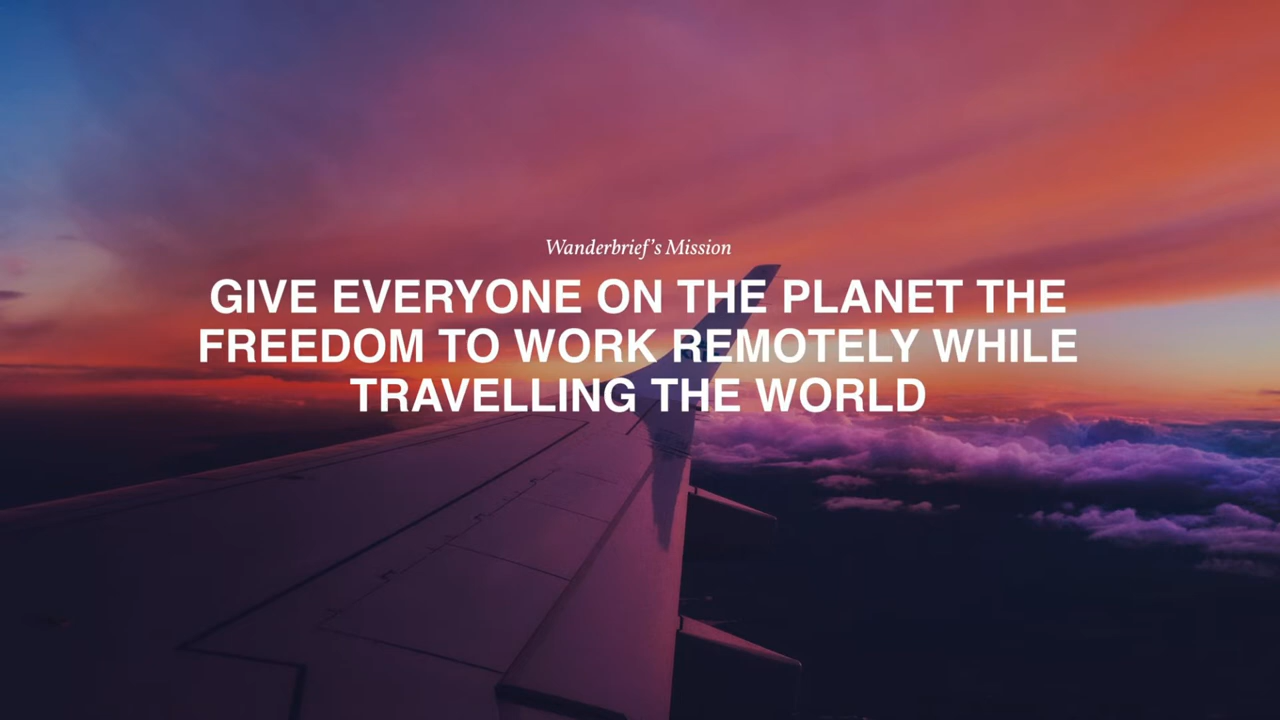 Wanderbrief's Mission
GIVE EVERYONE ON THE PLANET THE
FREEDOM TO WORK REMOTELY WHILE
TRAVELLING THE WORLD